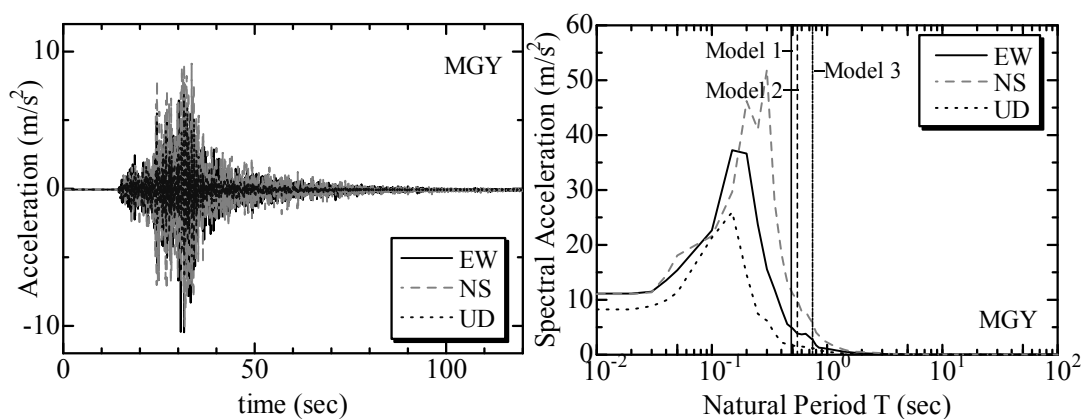 10
0
-10
Acceleration (m/s²)
MGY
EW
NS
UD
0
50
100
time (sec)
60
50
40
30
20
10
0
Spectral Acceleration (m/s²)
Model 1
Model 2
Model 3
EW
NS
UD
MGY
10⁻²
10⁻¹
10⁰
10¹
10²
Natural Period T (sec)